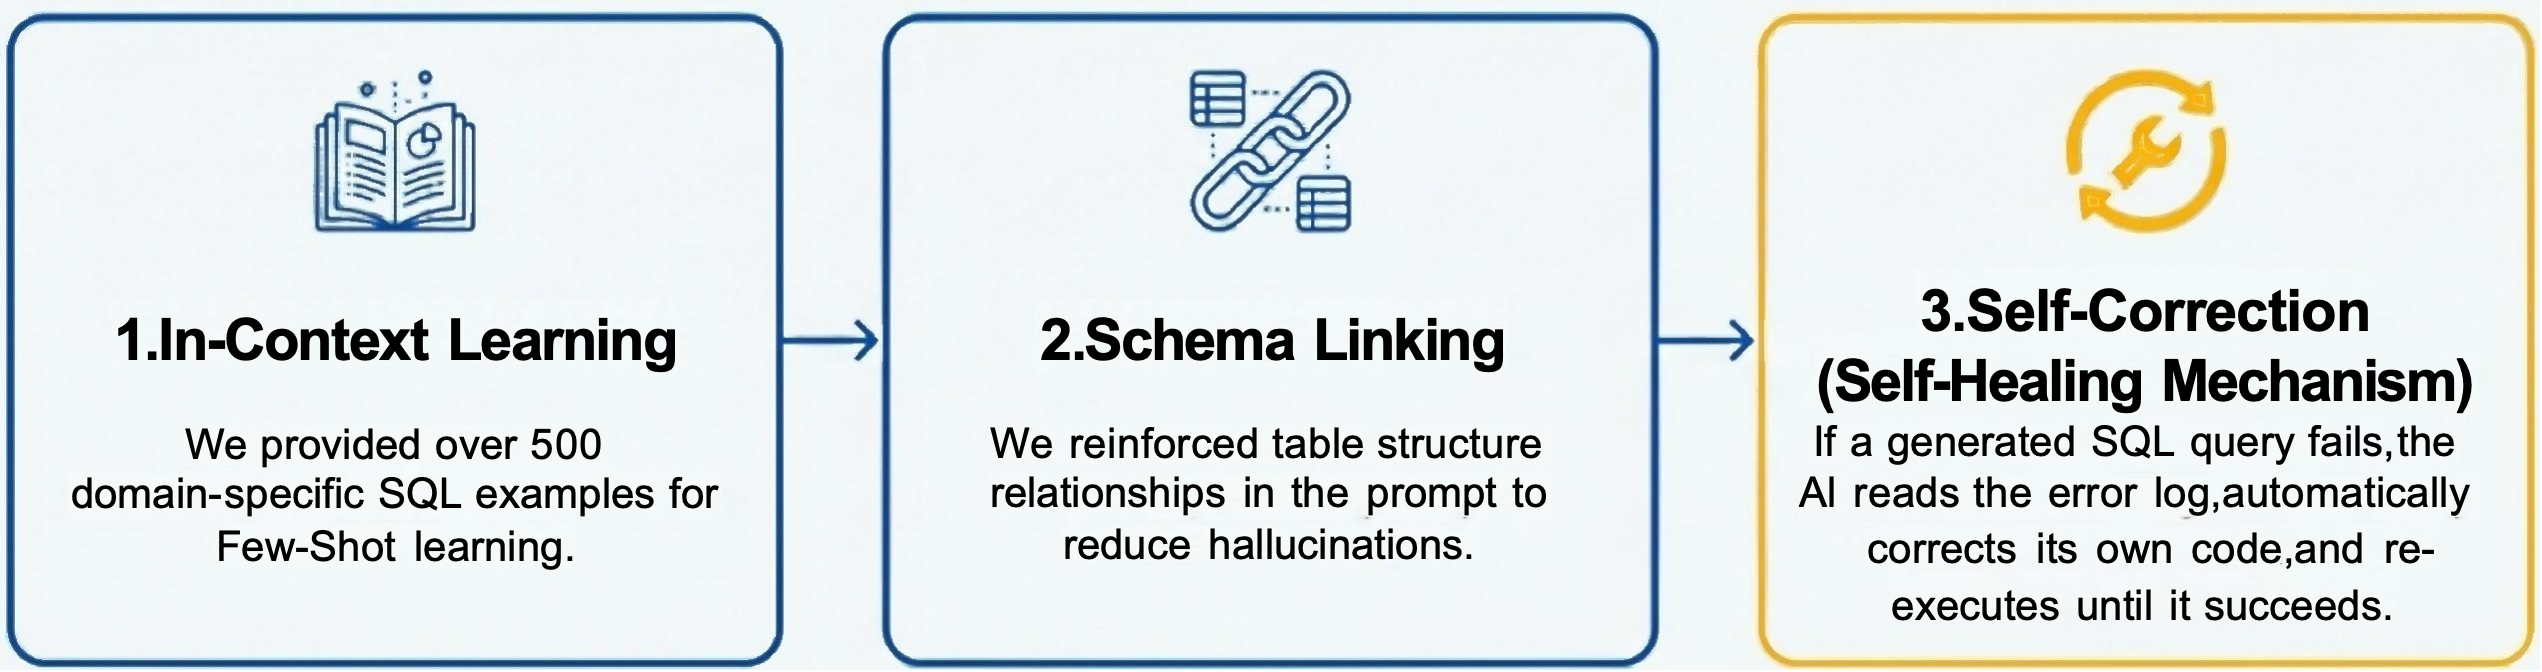 1.In-Context Learning
We provided over 500
domain-specific SQL examples for
Few-Shot learning.
2.Schema Linking
We reinforced table structure
relationships in the prompt to
reduce hallucinations.
3.Self-Correction
(Self-Healing Mechanism)
If a generated SQL query fails,the
AI reads the error log,automatically
corrects its own code,and re-
executes until it succeeds.